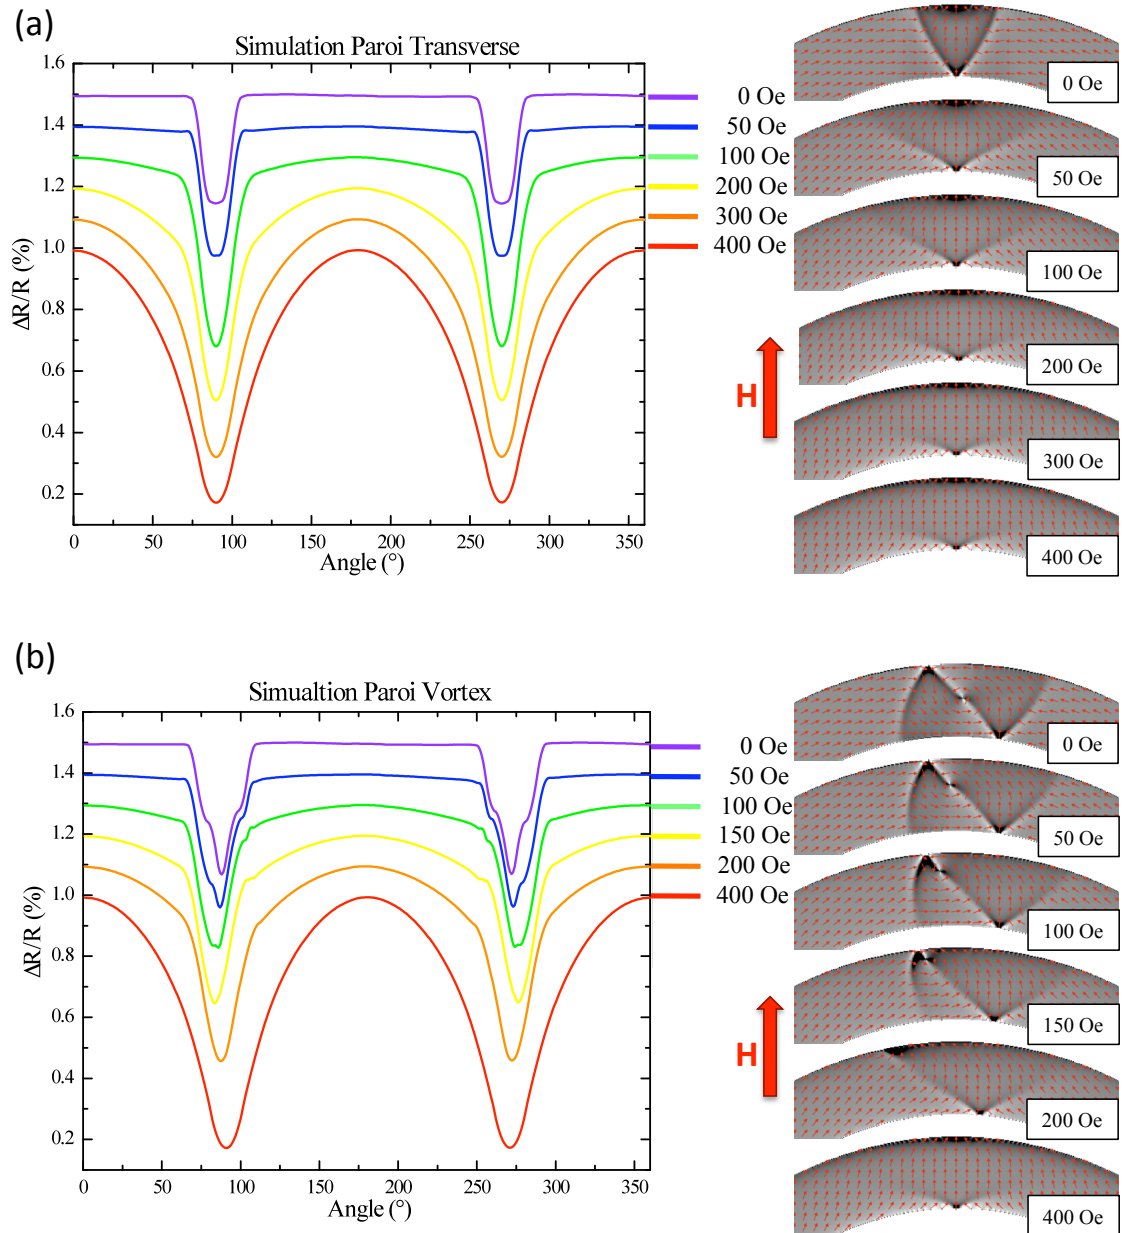 (a)
Simulation Paroi Transverse
1.6
1.4
1.2
1.0
0.8
0.6
0.4
0.2
ΔR/R (%)
0 50 100 150 200 250 300 350
Angle (°)
0 Oe
50 Oe
100 Oe
200 Oe
300 Oe
400 Oe
H
0 Oe
50 Oe
100 Oe
200 Oe
300 Oe
400 Oe
(b)
Simualtion Paroi Vortex
1.6
1.4
1.2
1.0
0.8
0.6
0.4
0.2
ΔR/R (%)
0 50 100 150 200 250 300 350
Angle (°)
0 Oe
50 Oe
100 Oe
150 Oe
200 Oe
400 Oe
H
0 Oe
50 Oe
100 Oe
150 Oe
200 Oe
400 Oe